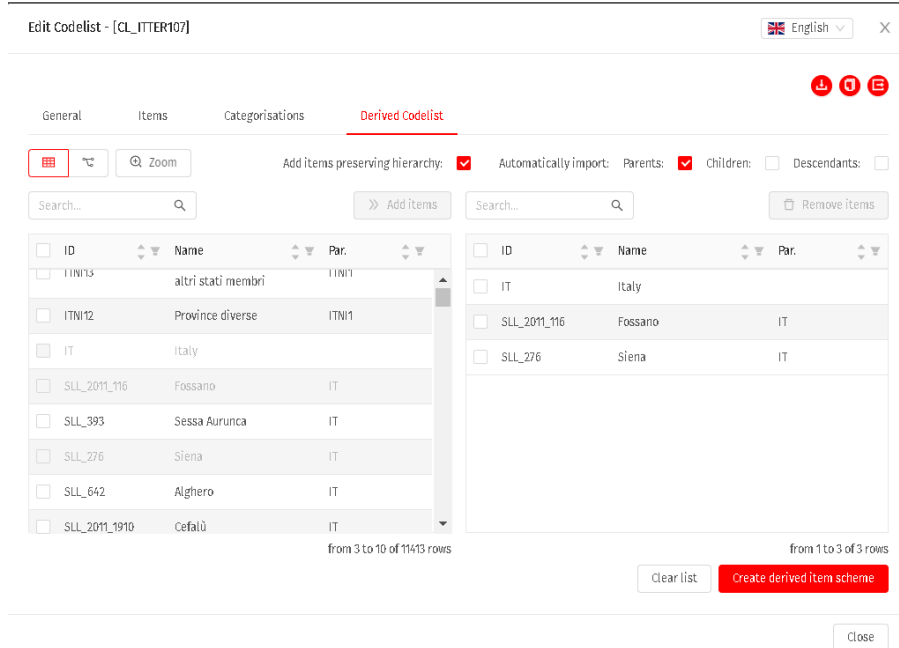 Edit Codelist - [CL_ITTER107]
English
General Items Categorisations Derived Codelist
Zoom Add items preserving hierarchy: Automatically import: Parents: Children: Descendants:
Search... Add items Search... Remove items
ID Name Par. ID Name Par.
ITNI13 altri stati membri ITNI1
IT Italy
ITNI12 Province diverse ITNI1
SLL_2011_116 Fossano IT
IT Italy
SLL_276 Siena IT
SLL_2011_116 Fossano IT
SLL_393 Sessa Aurunca IT
SLL_276 Siena IT
SLL_642 Alghero IT
SLL_2011_1910 Cefalù IT
from 3 to 10 of 11413 rows from 1 to 3 of 3 rows
Clear list Create derived item scheme
Close